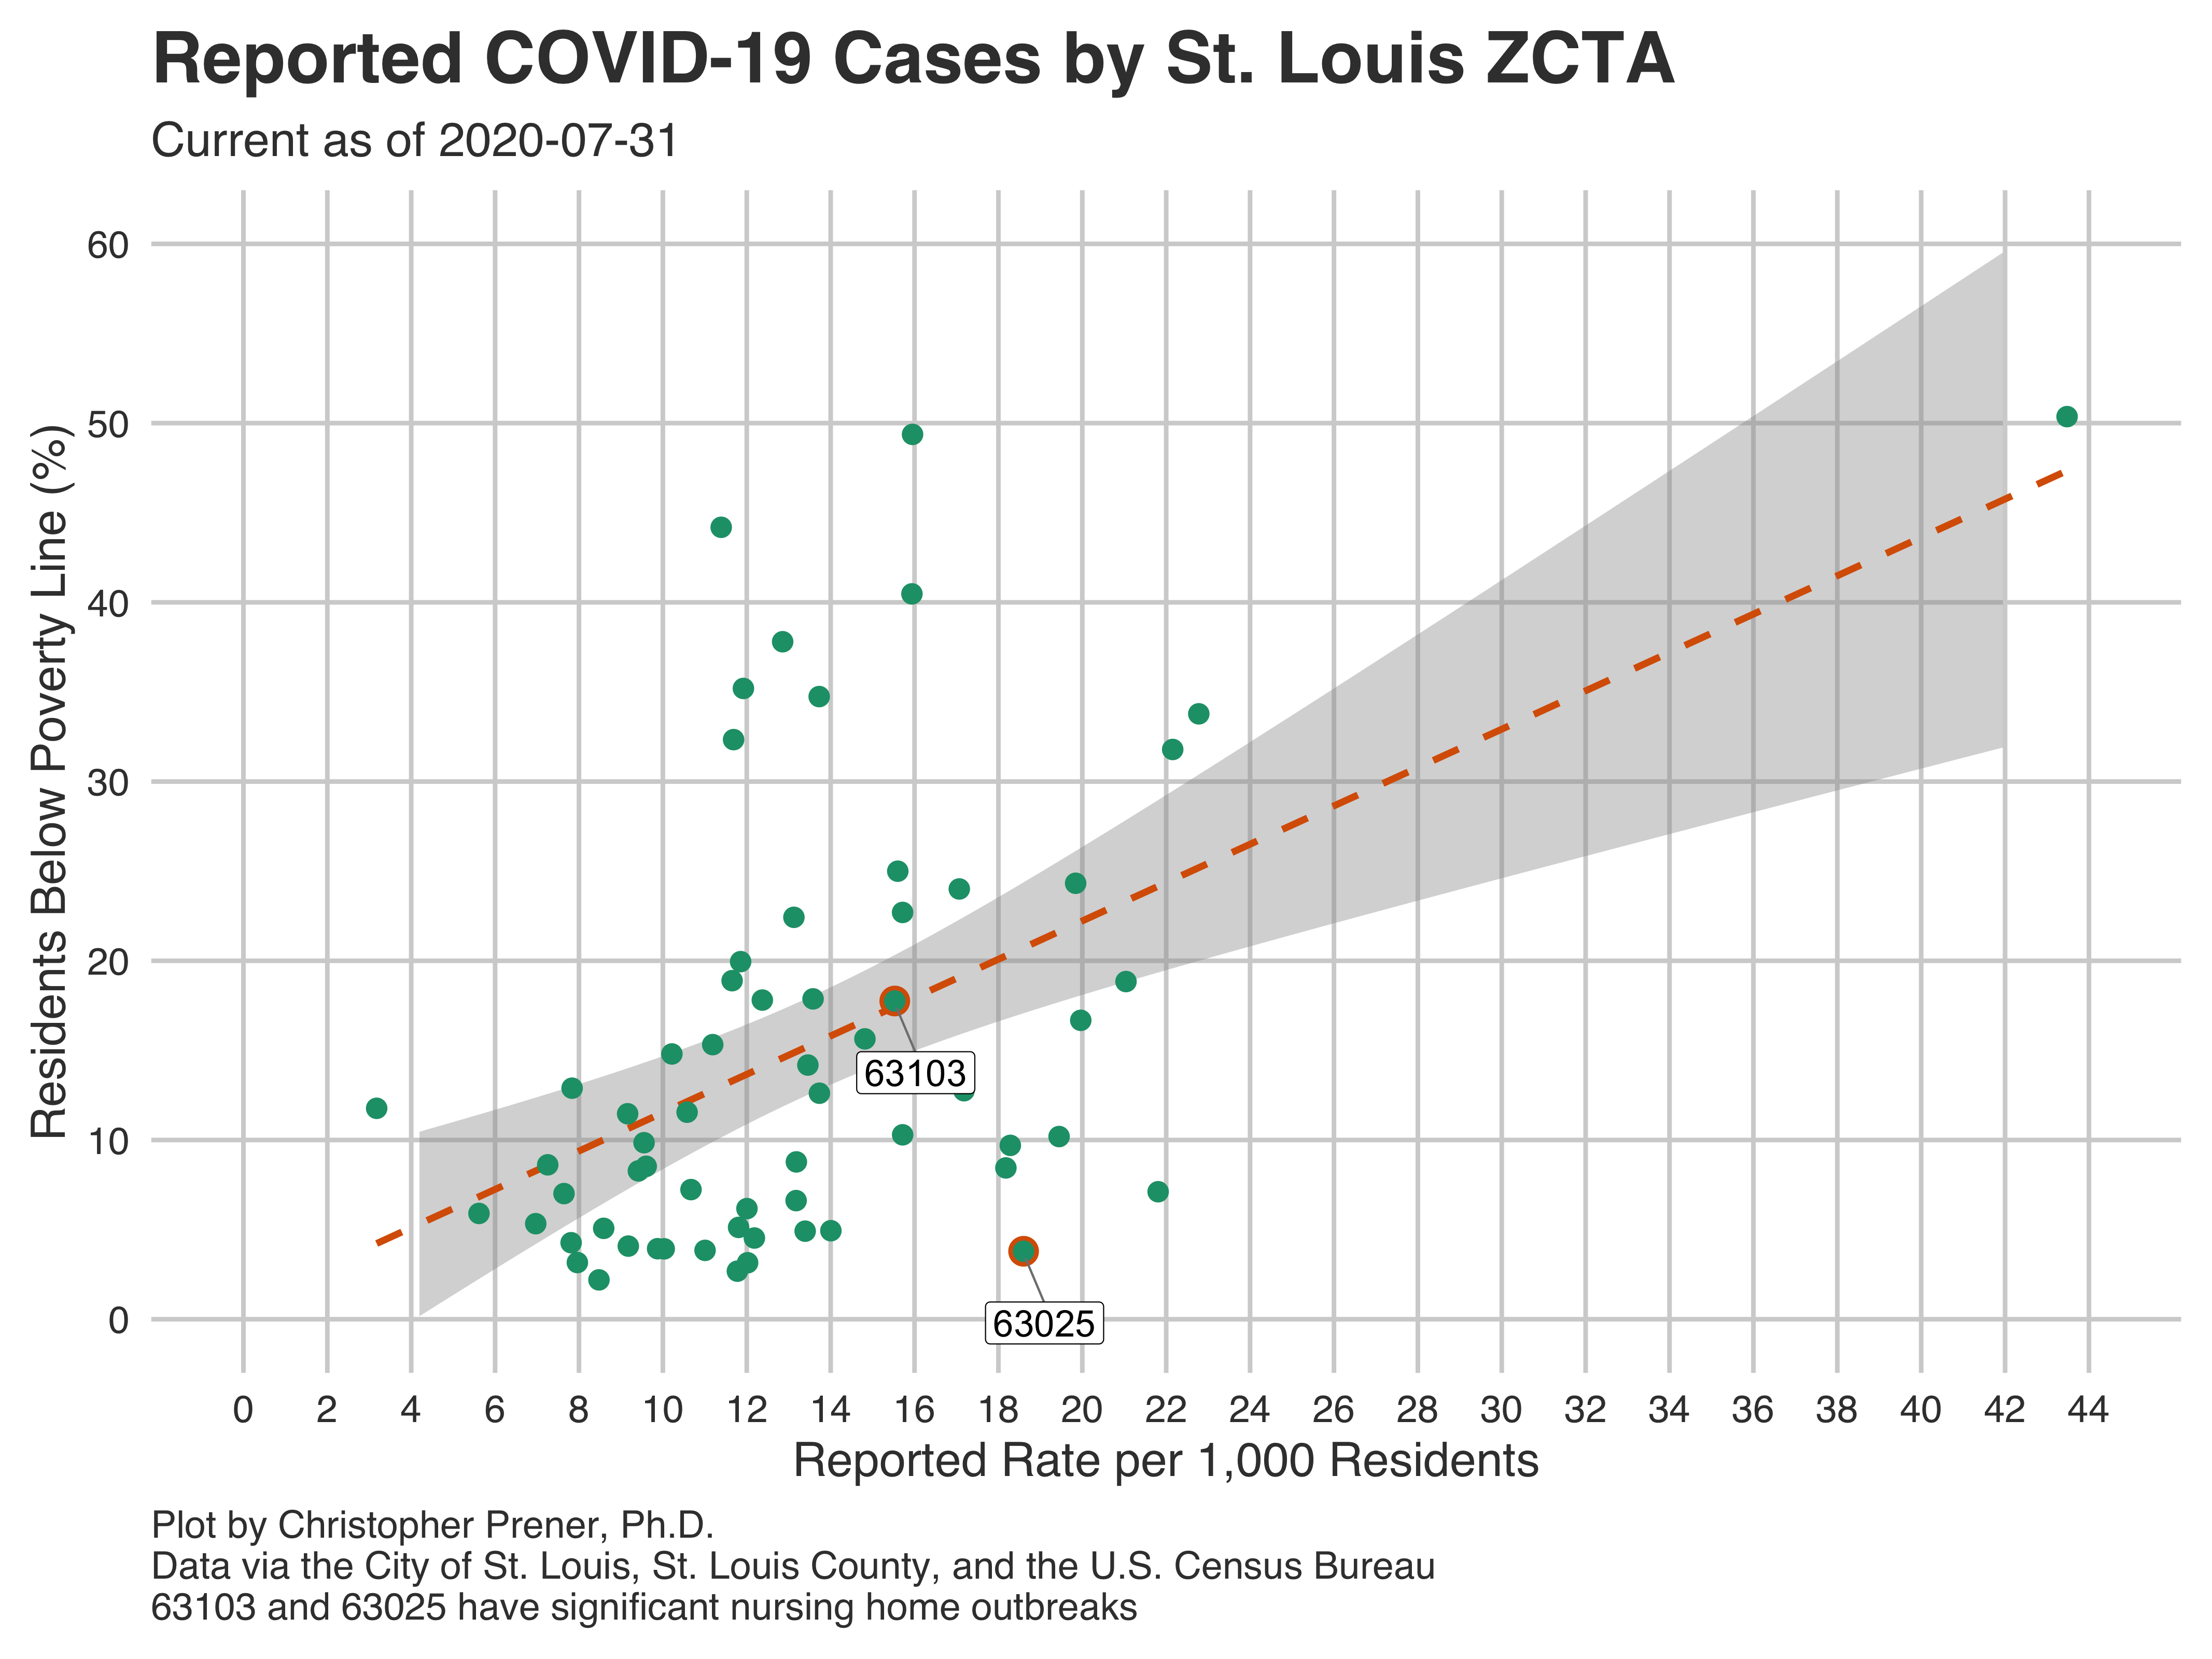 Reported COVID-19 Cases by St. Louis ZCTA
Current as of 2020-07-31
Residents Below Poverty Line (%)
60
50
40
30
20
10
0
63103
63025
0 2 4 6 8 10 12 14 16 18 20 22 24 26 28 30 32 34 36 38 40 42 44
Reported Rate per 1,000 Residents
Plot by Christopher Prener, Ph.D.
Data via the City of St. Louis, St. Louis County, and the U.S. Census Bureau
63103 and 63025 have significant nursing home outbreaks